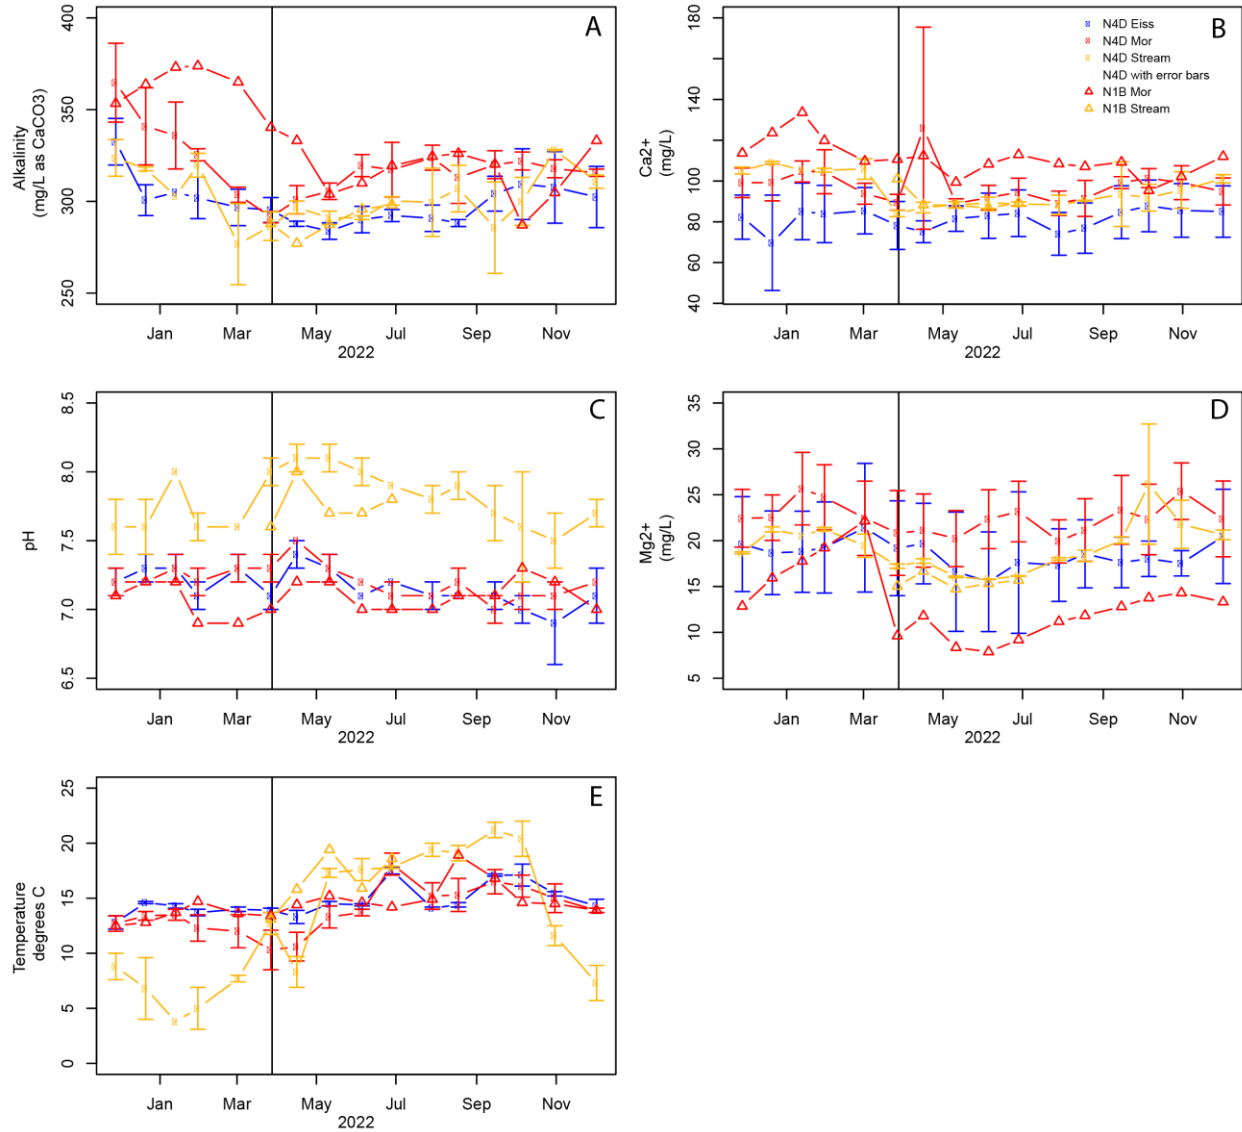 A
400
350
300
250
Alkalinity
(mg/L as CaCO3)
Jan Mar May Jul Sep Nov
2022
B
180
140
100
80
60
40
Ca2+
(mg/L)
N4D Eiss
N4D Mor
N4D Stream
N4D with error bars
N1B Mor
N1B Stream
Jan Mar May Jul Sep Nov
2022
C
8.5
8.0
7.5
7.0
6.5
pH
Jan Mar May Jul Sep Nov
2022
D
35
30
25
20
15
10
5
Mg2+
(mg/L)
Jan Mar May Jul Sep Nov
2022
E
25
20
15
10
5
0
Temperature
degrees C
Jan Mar May Jul Sep Nov
2022